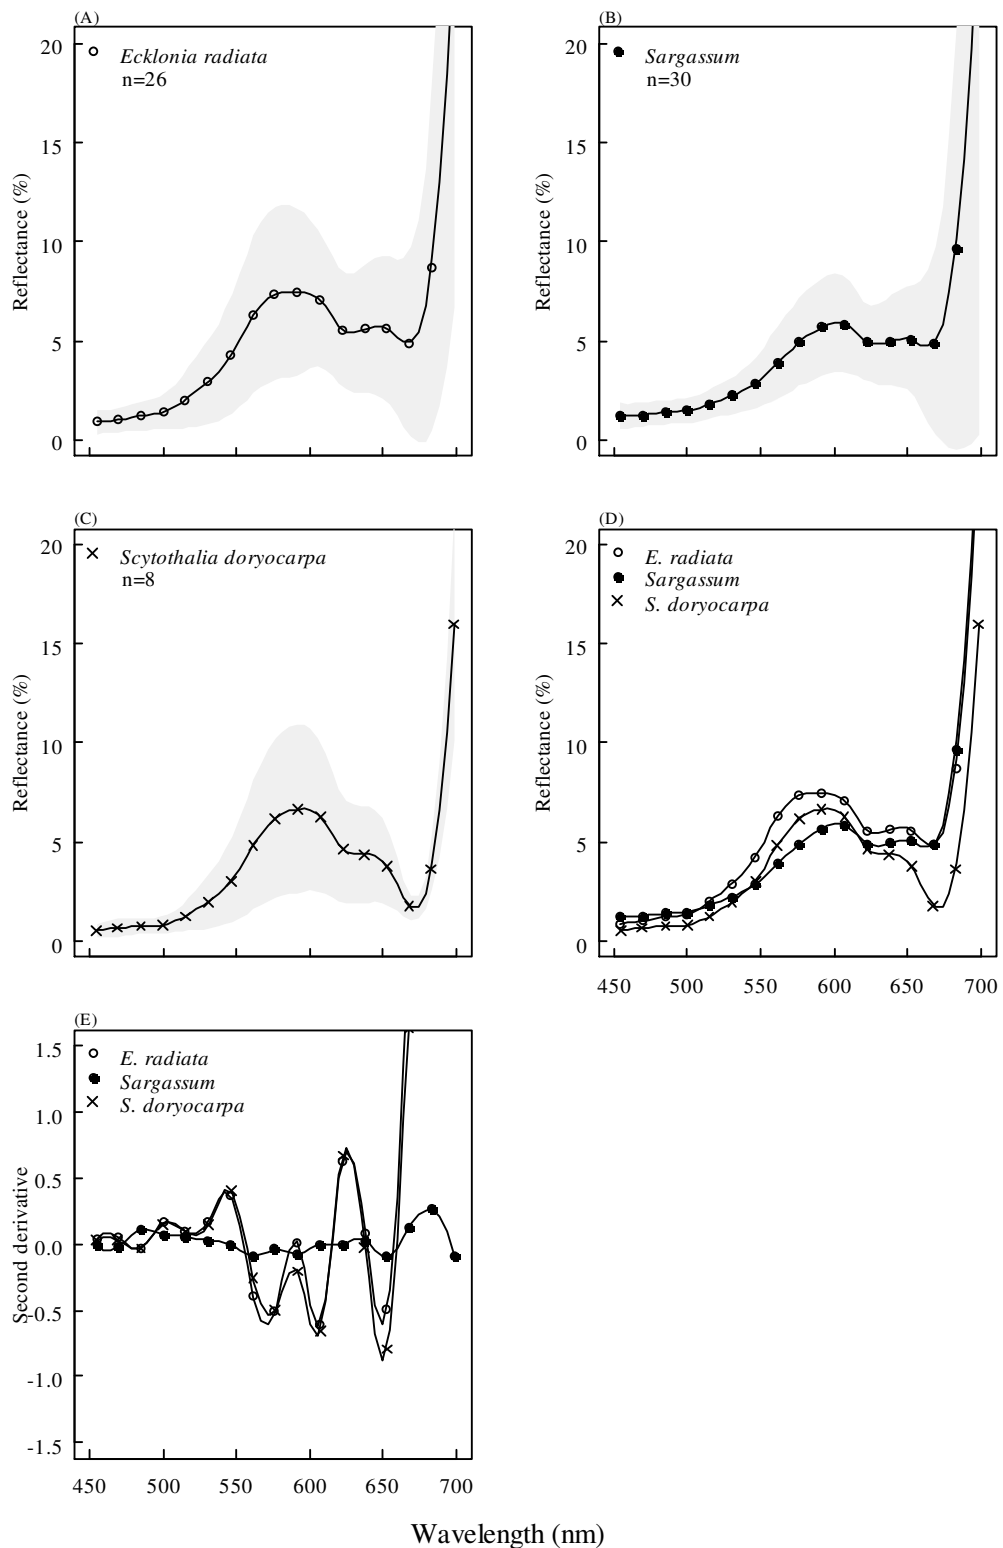 (A)
Ecklonia radiata
n=26
20
15
10
5
0
Reflectance (%)
(B)
Sargassum
n=30
20
15
10
5
0
Reflectance (%)
(C)
Scytothalia doryocarpa
n=8
20
15
10
5
0
Reflectance (%)
(D)
E. radiata
Sargassum
S. doryocarpa
20
15
10
5
0
Reflectance (%)
450 500 550 600 650 700
(E)
E. radiata
Sargassum
S. doryocarpa
1.5
1.0
0.5
0.0
-0.5
-1.0
-1.5
Second derivative
450 500 550 600 650 700
Wavelength (nm)